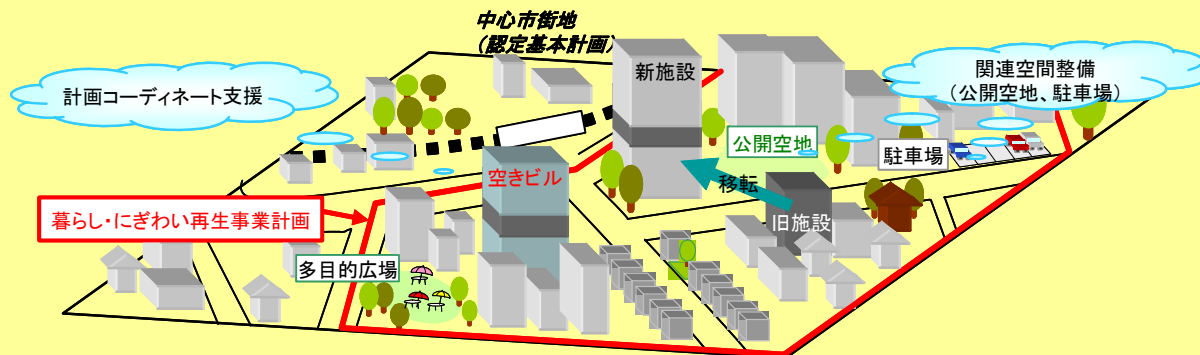 中心市街地
(認定基本計画)
計画コーディネート支援
新施設
関連空間整備
(公開空地、駐車場)
公開空地
駐車場
空きビル
移転
旧施設
暮らし・にぎわい再生事業計画
多目的広場